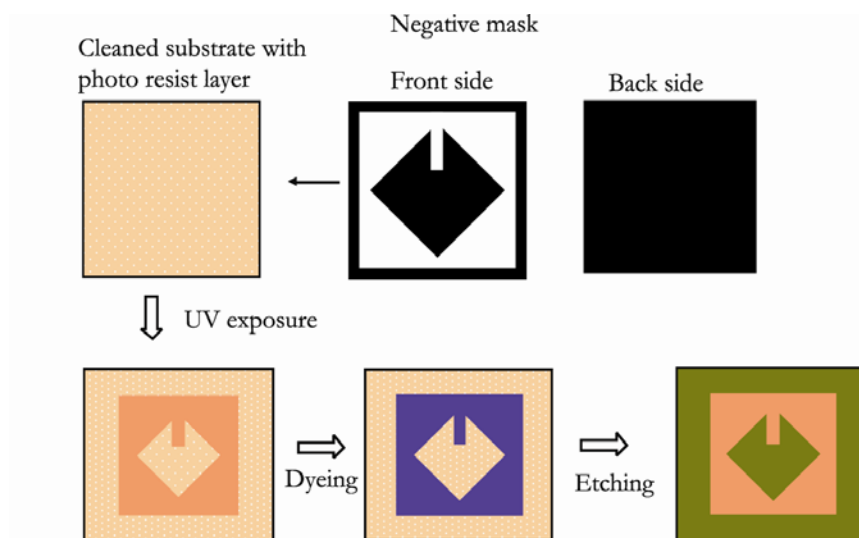 Negative mask
Cleaned substrate with
photo resist layer
Front side
Back side
UV exposure
Dyeing
Etching